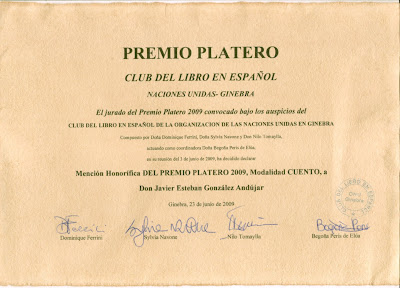 PREMIO PLATERO
CLUB DEL LIBRO EN ESPAÑOL
NACIONES UNIDAS- GINEBRA
El jurado del Premio Platero 2009 convocado bajo los auspicios del
CLUB DEL LIBRO EN ESPAÑOL DE LA ORGANIZACION DE LAS NACIONES UNIDAS EN GINEBRA
Compuesto por Doña Dominique Ferrini, Doña Sylvia Navone y Don Nilo Tomaylla,
actuando como coordinadora Doña Begoña Peris de Elòa,
en su reunión del 3 de junio de 2009, ha decidido declarar
Mención Honorífica DEL PREMIO PLATERO 2009, Modalidad CUENTO, a
Don Javier Esteban González Andújar
Ginebra, 23 de junio de 2009
Dominique Ferrini Sylvia Navone Nilo Tomaylla Begoña Peris de Elòa